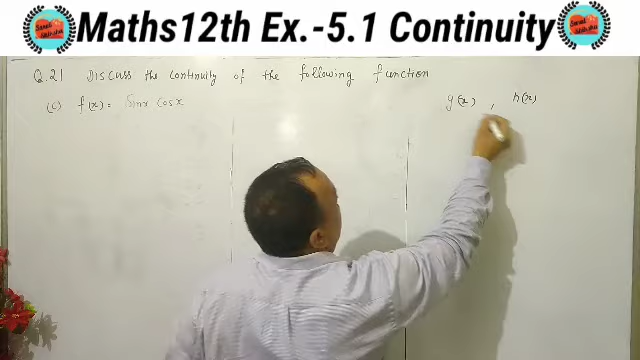 Maths12th Ex.-5.1 Continuity
Q.21 Discuss the continuity of the following function
(c) f(x) = Sinx Cosx
g(x) , h(x)